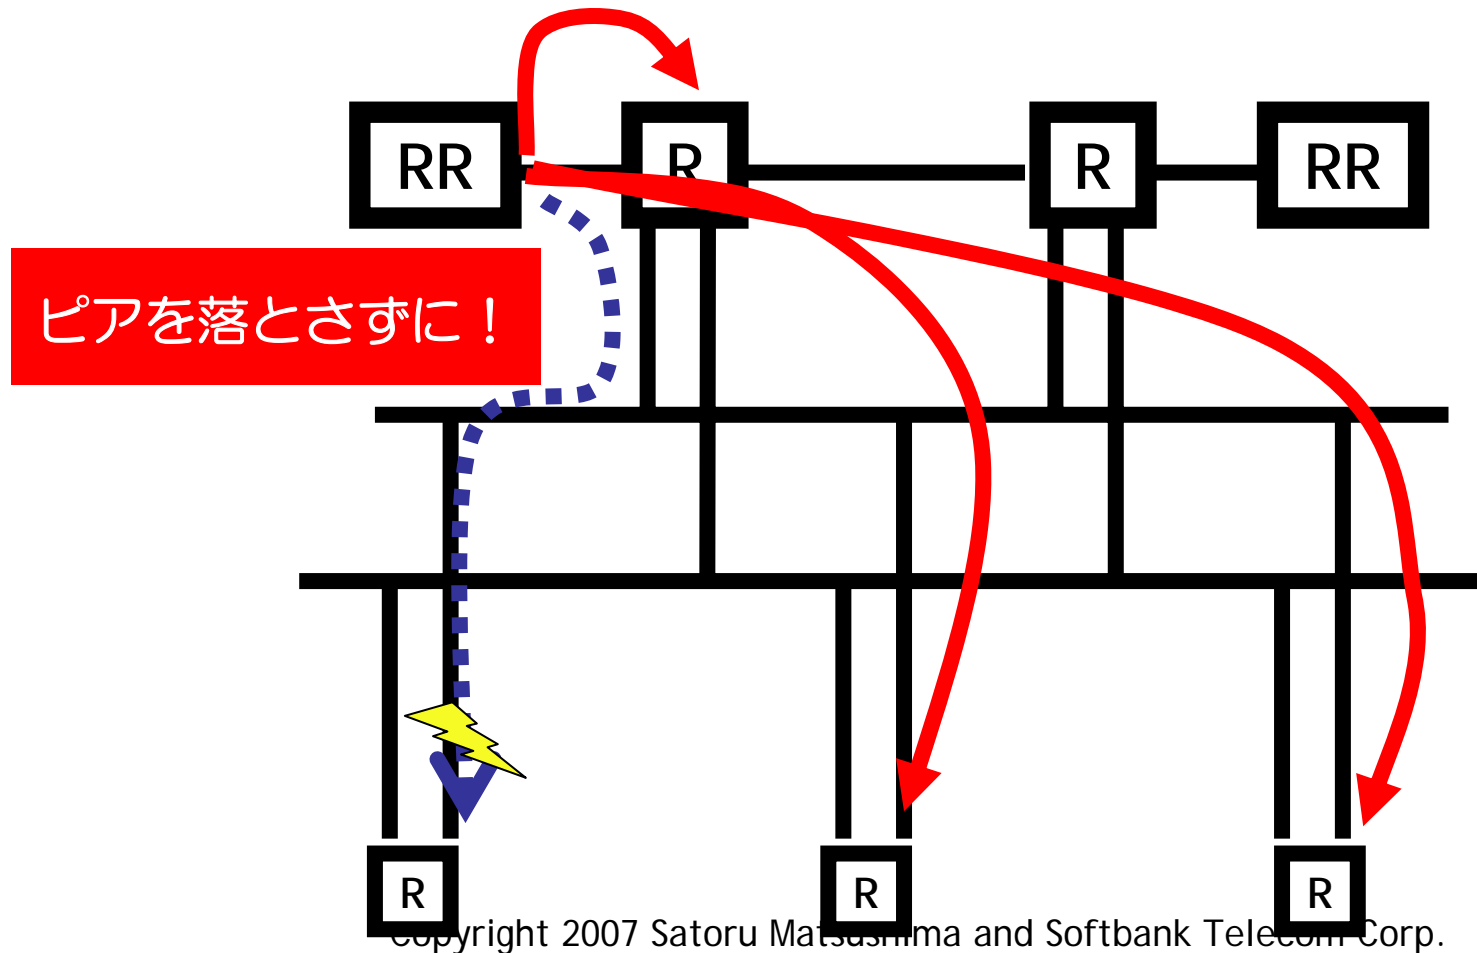 RR R R RR
ピアを落とさずに！
R R R
Copyright 2007 Satoru Matsushima and Softbank Telecom Corp.